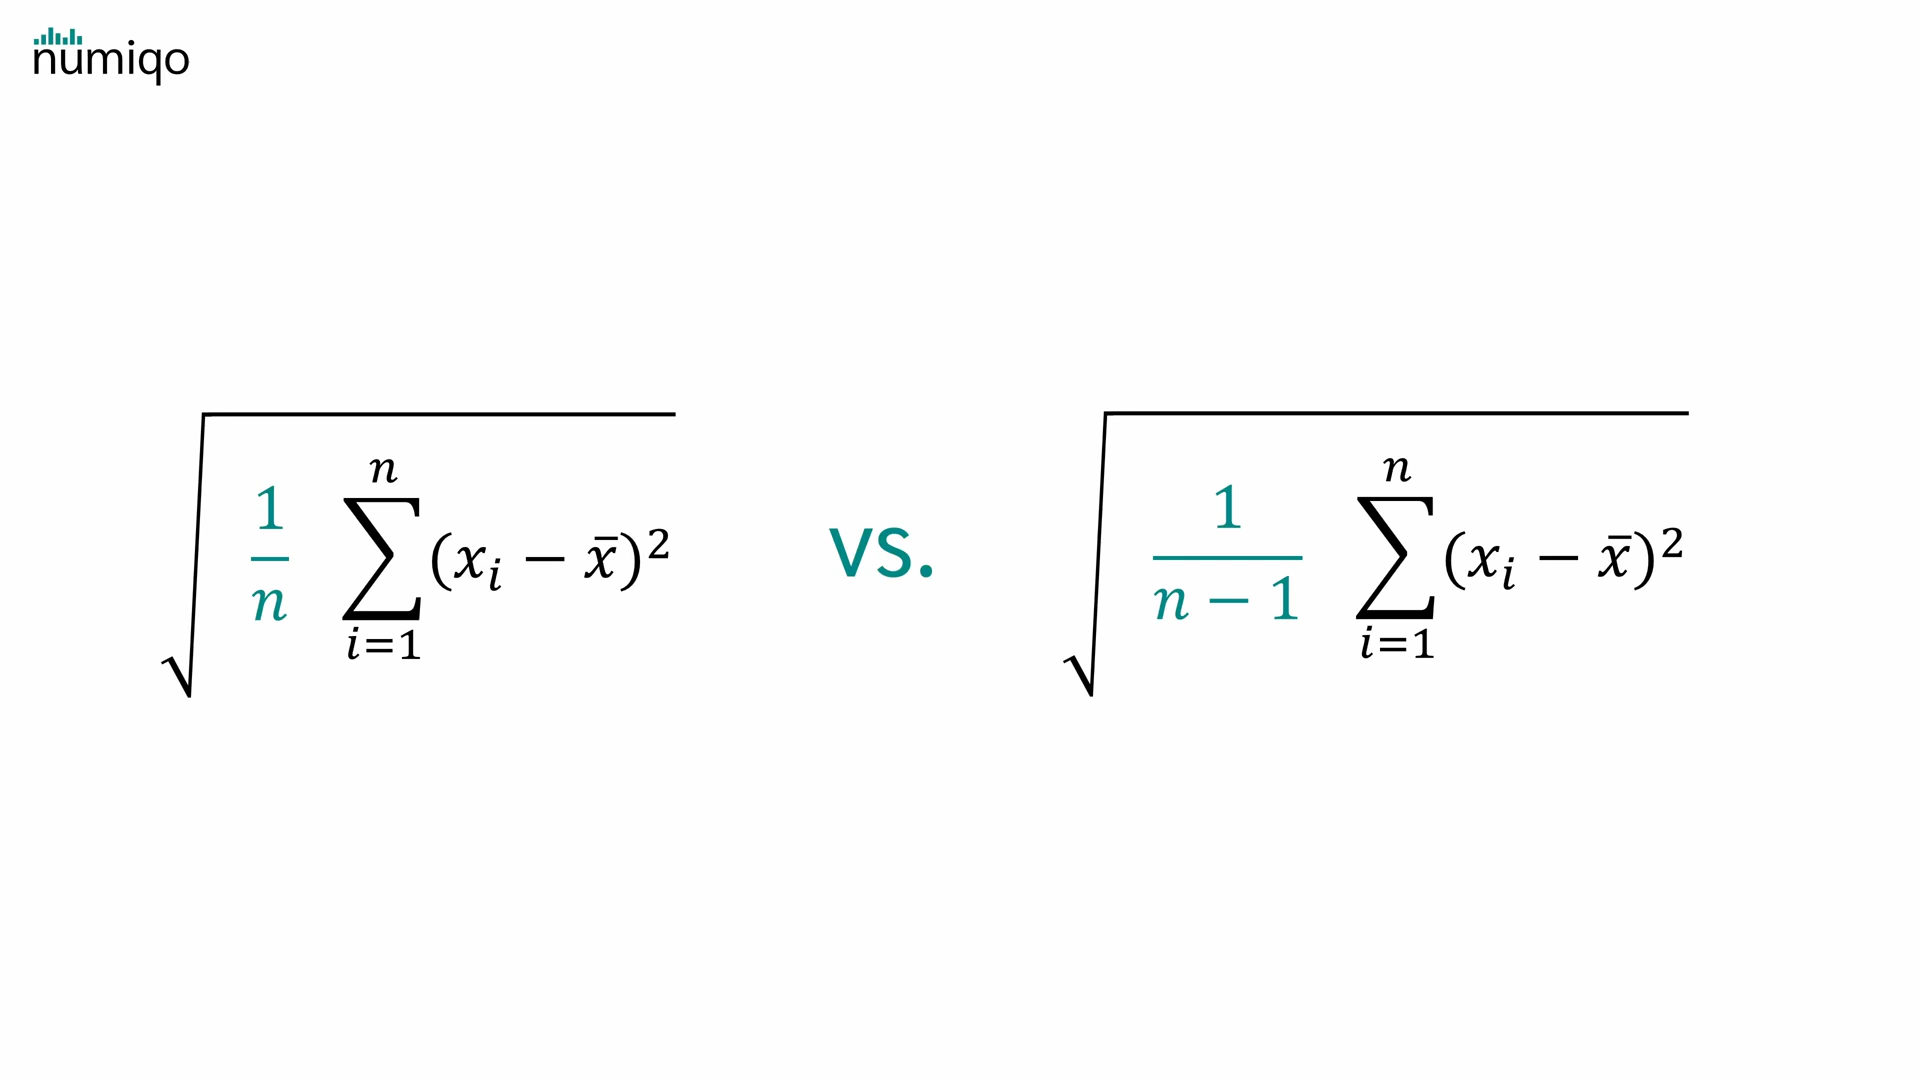 numiqo
√(1/n ∑_{i=1}^{n} (x_i − x̄)²) vs. √(1/(n − 1) ∑_{i=1}^{n} (x_i − x̄)²)